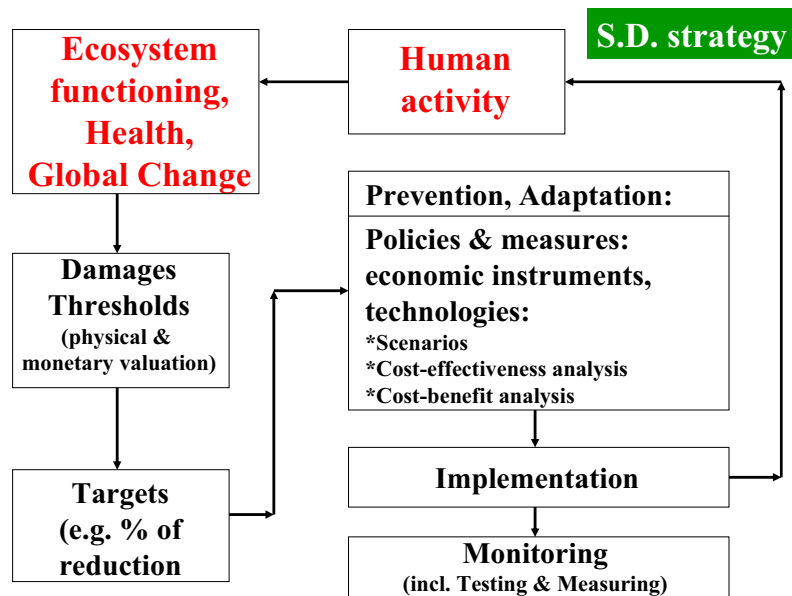 S.D. strategy
Ecosystem
functioning,
Health,
Global Change
Human
activity
Damages
Thresholds
(physical &
monetary valuation)
Targets
(e.g. % of
reduction
Prevention, Adaptation:
Policies & measures:
economic instruments,
technologies:
*Scenarios
*Cost-effectiveness analysis
*Cost-benefit analysis
Implementation
Monitoring
(incl. Testing & Measuring)